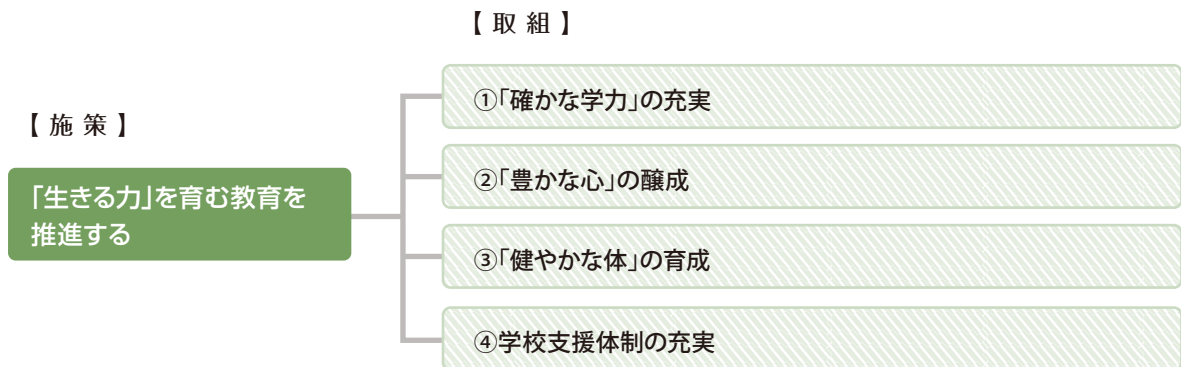 【取組】
【施策】
「生きる力」を育む教育を
推進する
①「確かな学力」の充実
②「豊かな心」の醸成
③「健やかな体」の育成
④学校支援体制の充実